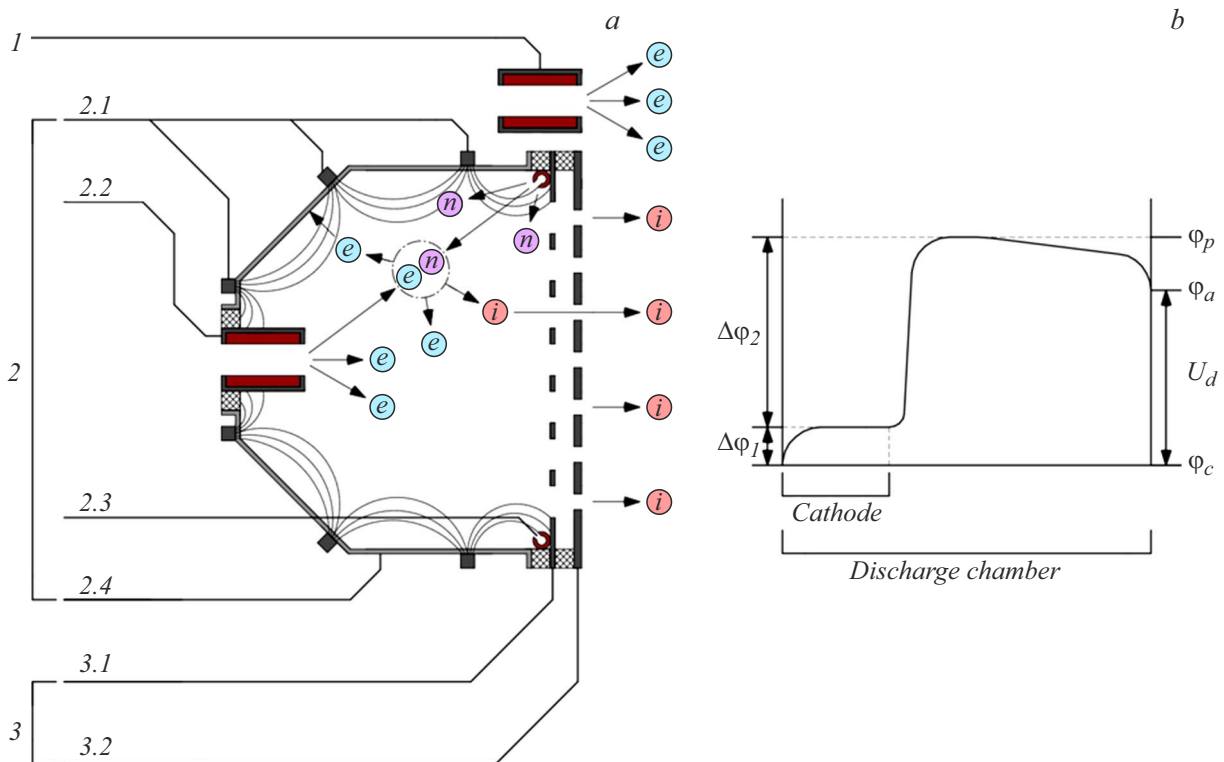 a
b
1
e
e
e
2.1
2.2
n
n
n
e
e
i
i
i
e
e
e
i
i
2
2.3
2.4
3.1
3
3.2
φp
φa
Δφ2
Ud
Δφ1
φc
Cathode
Discharge chamber